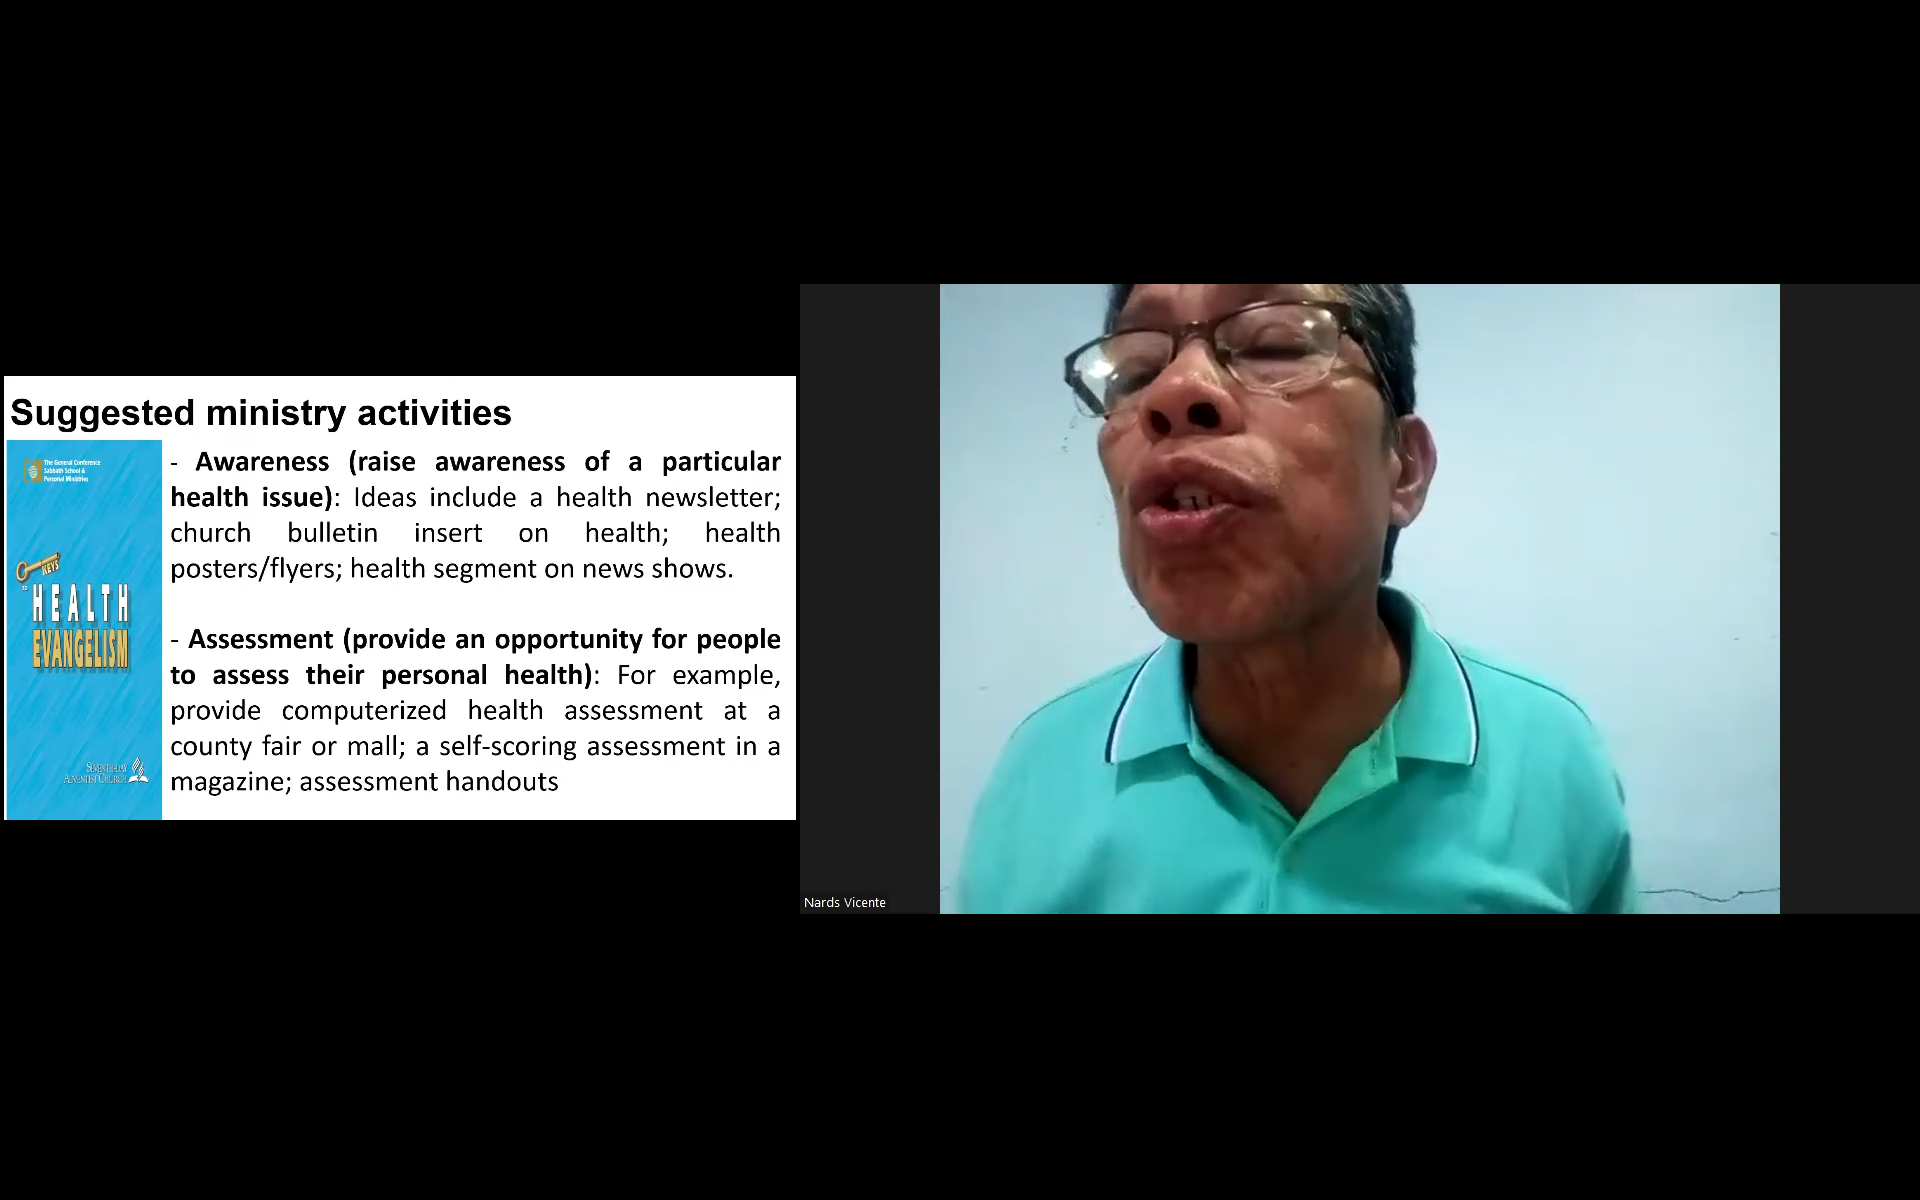 Suggested ministry activities
The General Conference
Sabbath School &
Personal Ministries
KEYS
TO
HEALTH
EVANGELISM
SEVENTH-DAY
ADVENTIST CHURCH
- Awareness (raise awareness of a particular
health issue): Ideas include a health newsletter;
church bulletin insert on health; health
posters/flyers; health segment on news shows.
- Assessment (provide an opportunity for people
to assess their personal health): For example,
provide computerized health assessment at a
county fair or mall; a self-scoring assessment in a
magazine; assessment handouts
Nards Vicente